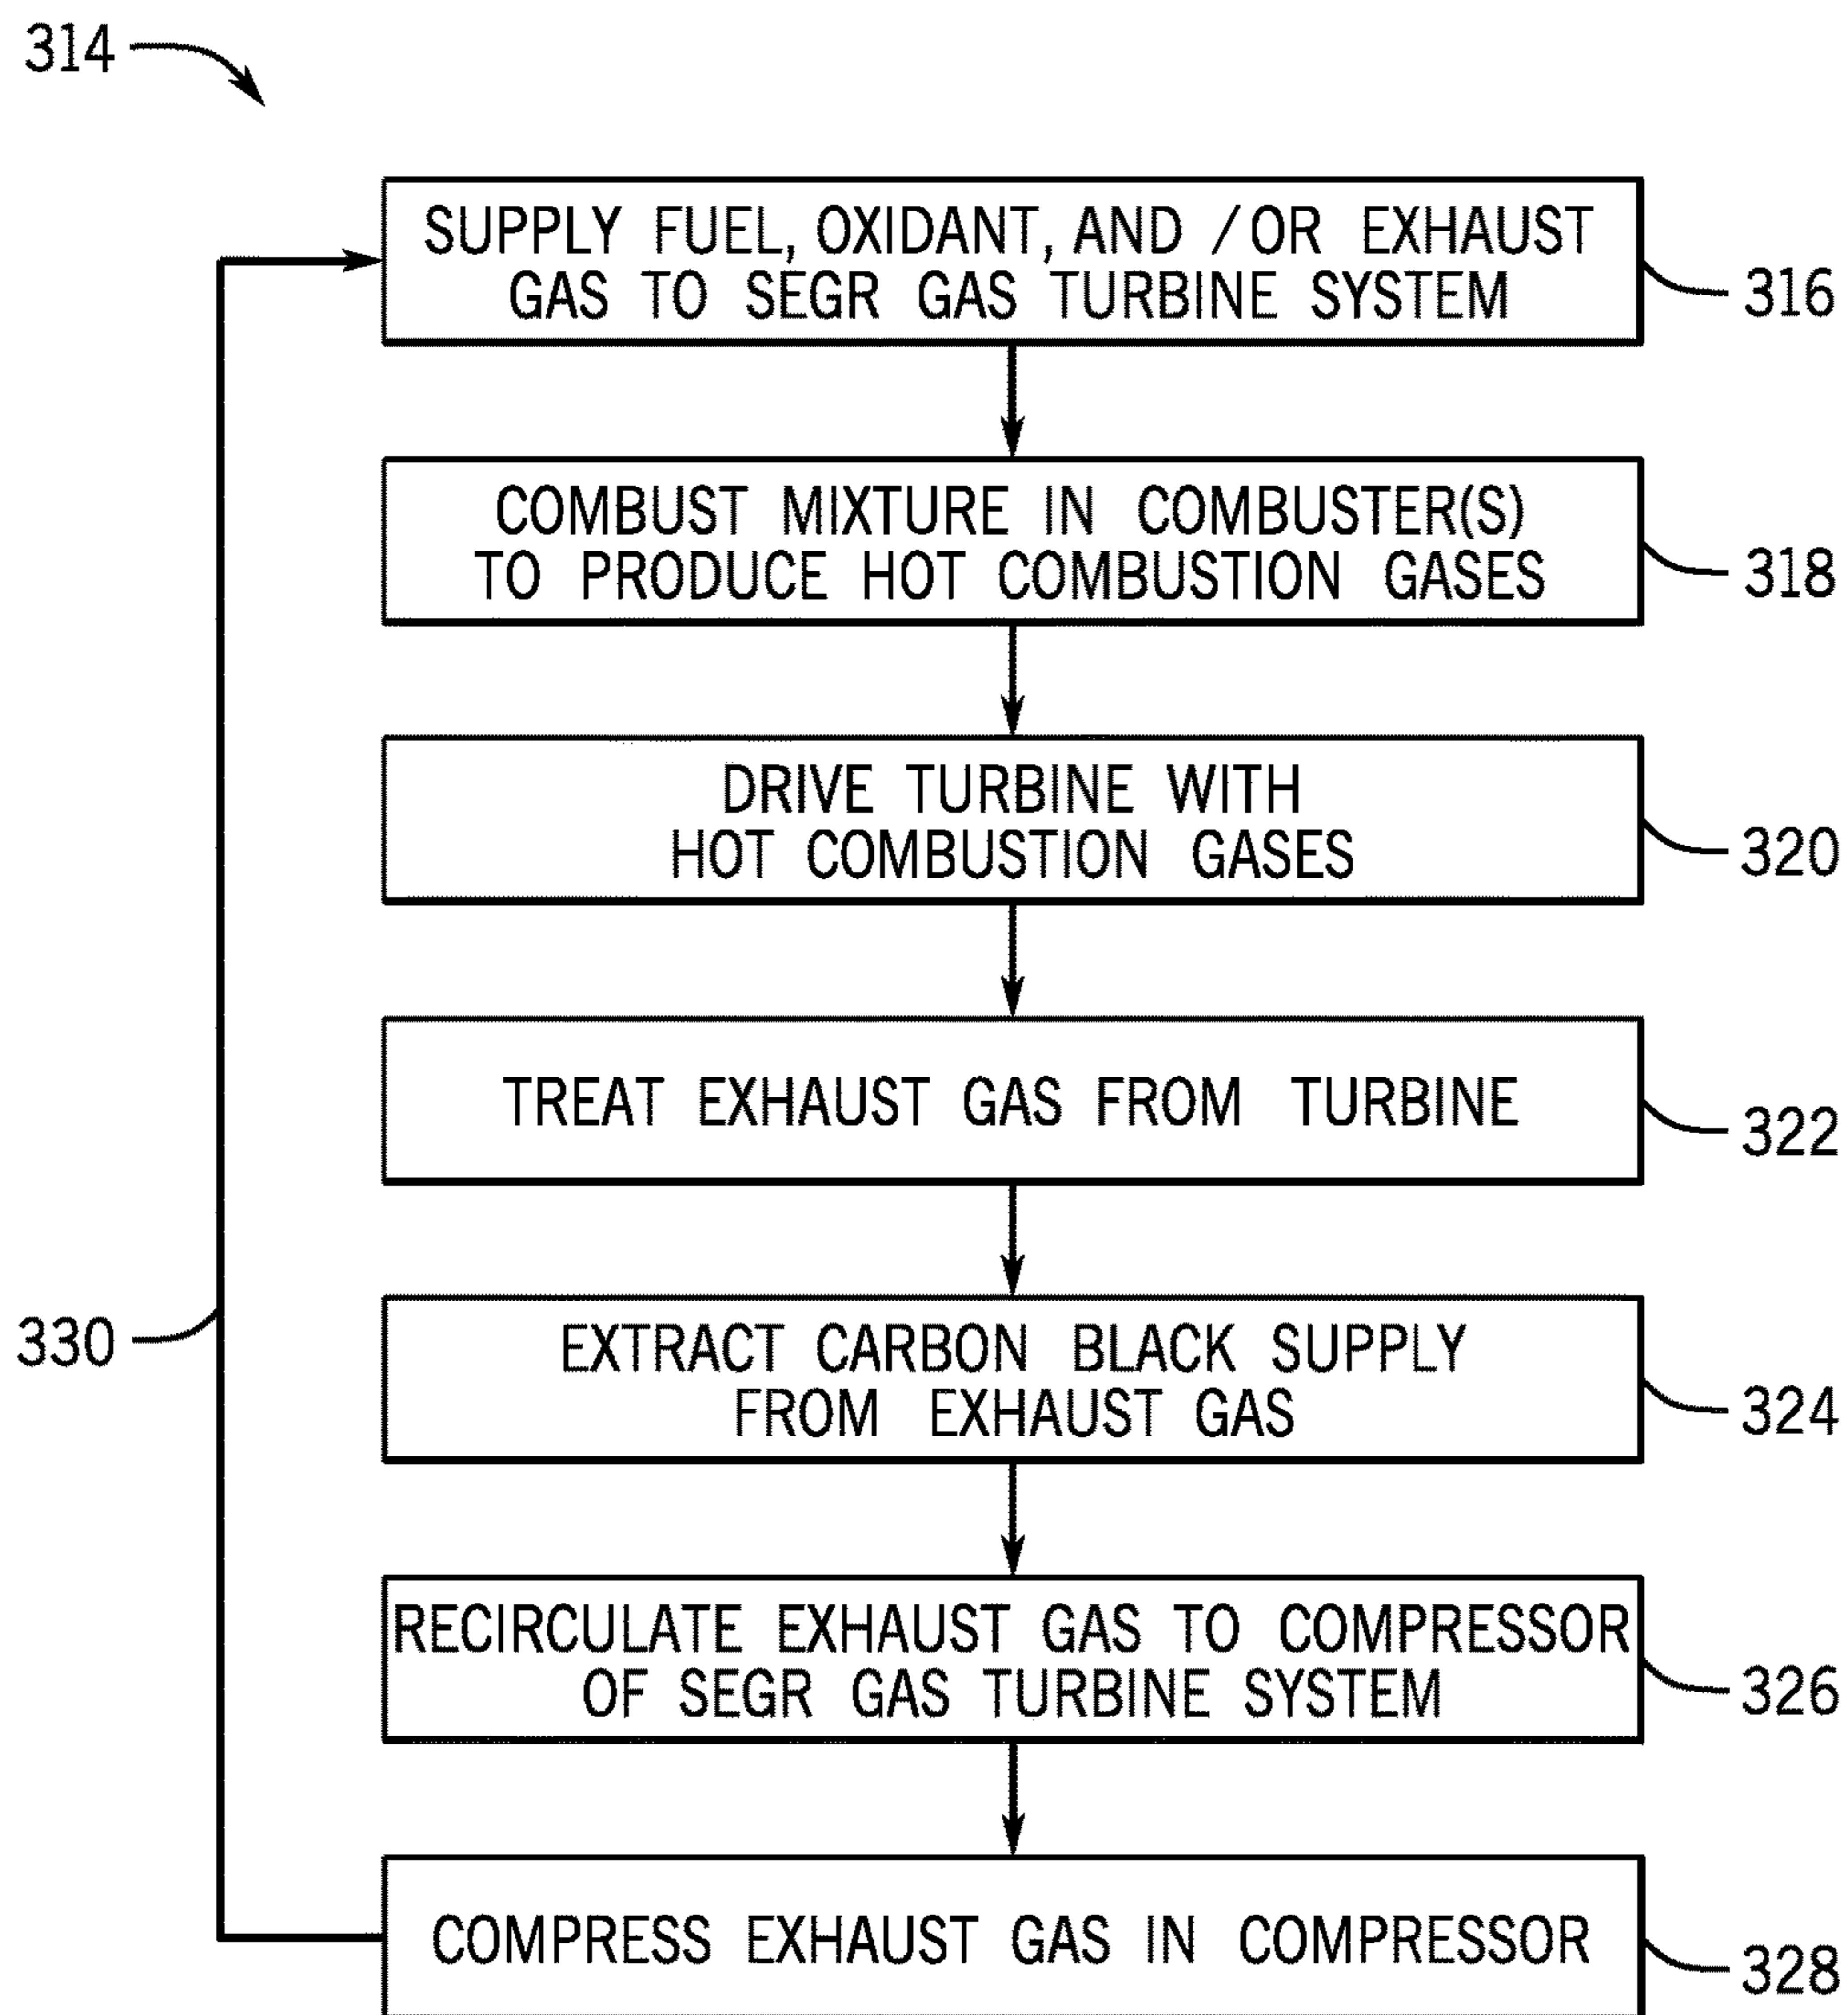 314
SUPPLY FUEL, OXIDANT, AND /OR EXHAUST
GAS TO SEGR GAS TURBINE SYSTEM
316
COMBUST MIXTURE IN COMBUSTER(S)
TO PRODUCE HOT COMBUSTION GASES
318
DRIVE TURBINE WITH
HOT COMBUSTION GASES
320
TREAT EXHAUST GAS FROM TURBINE
322
EXTRACT CARBON BLACK SUPPLY
FROM EXHAUST GAS
324
330
RECIRCULATE EXHAUST GAS TO COMPRESSOR
OF SEGR GAS TURBINE SYSTEM
326
COMPRESS EXHAUST GAS IN COMPRESSOR
328